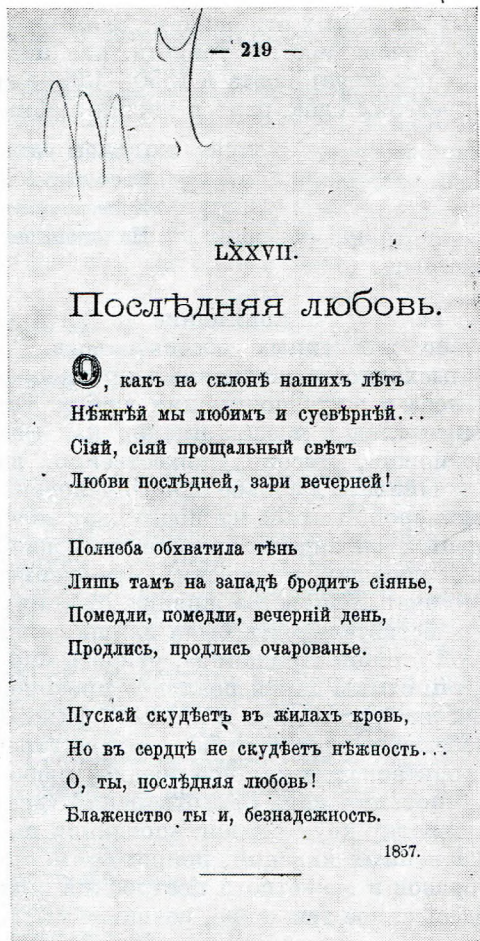 — 219 —
LXXVII.
Послѣдняя любовь.
О, какъ на склонѣ нашихъ лѣтъ
Нѣжнѣй мы любимъ и суевѣрнѣй...
Сіяй, сіяй прощальный свѣтъ
Любви послѣдней, зари вечерней!
Полнеба обхватила тѣнь
Лишь тамъ на западѣ бродитъ сіянье,
Помедли, помедли, вечерній день,
Продлись, продлись очарованье.
Пускай скудѣетъ въ жилахъ кровь,
Но въ сердцѣ не скудѣетъ нѣжность...
О, ты, послѣдняя любовь!
Блаженство ты и, безнадежность.
1857.